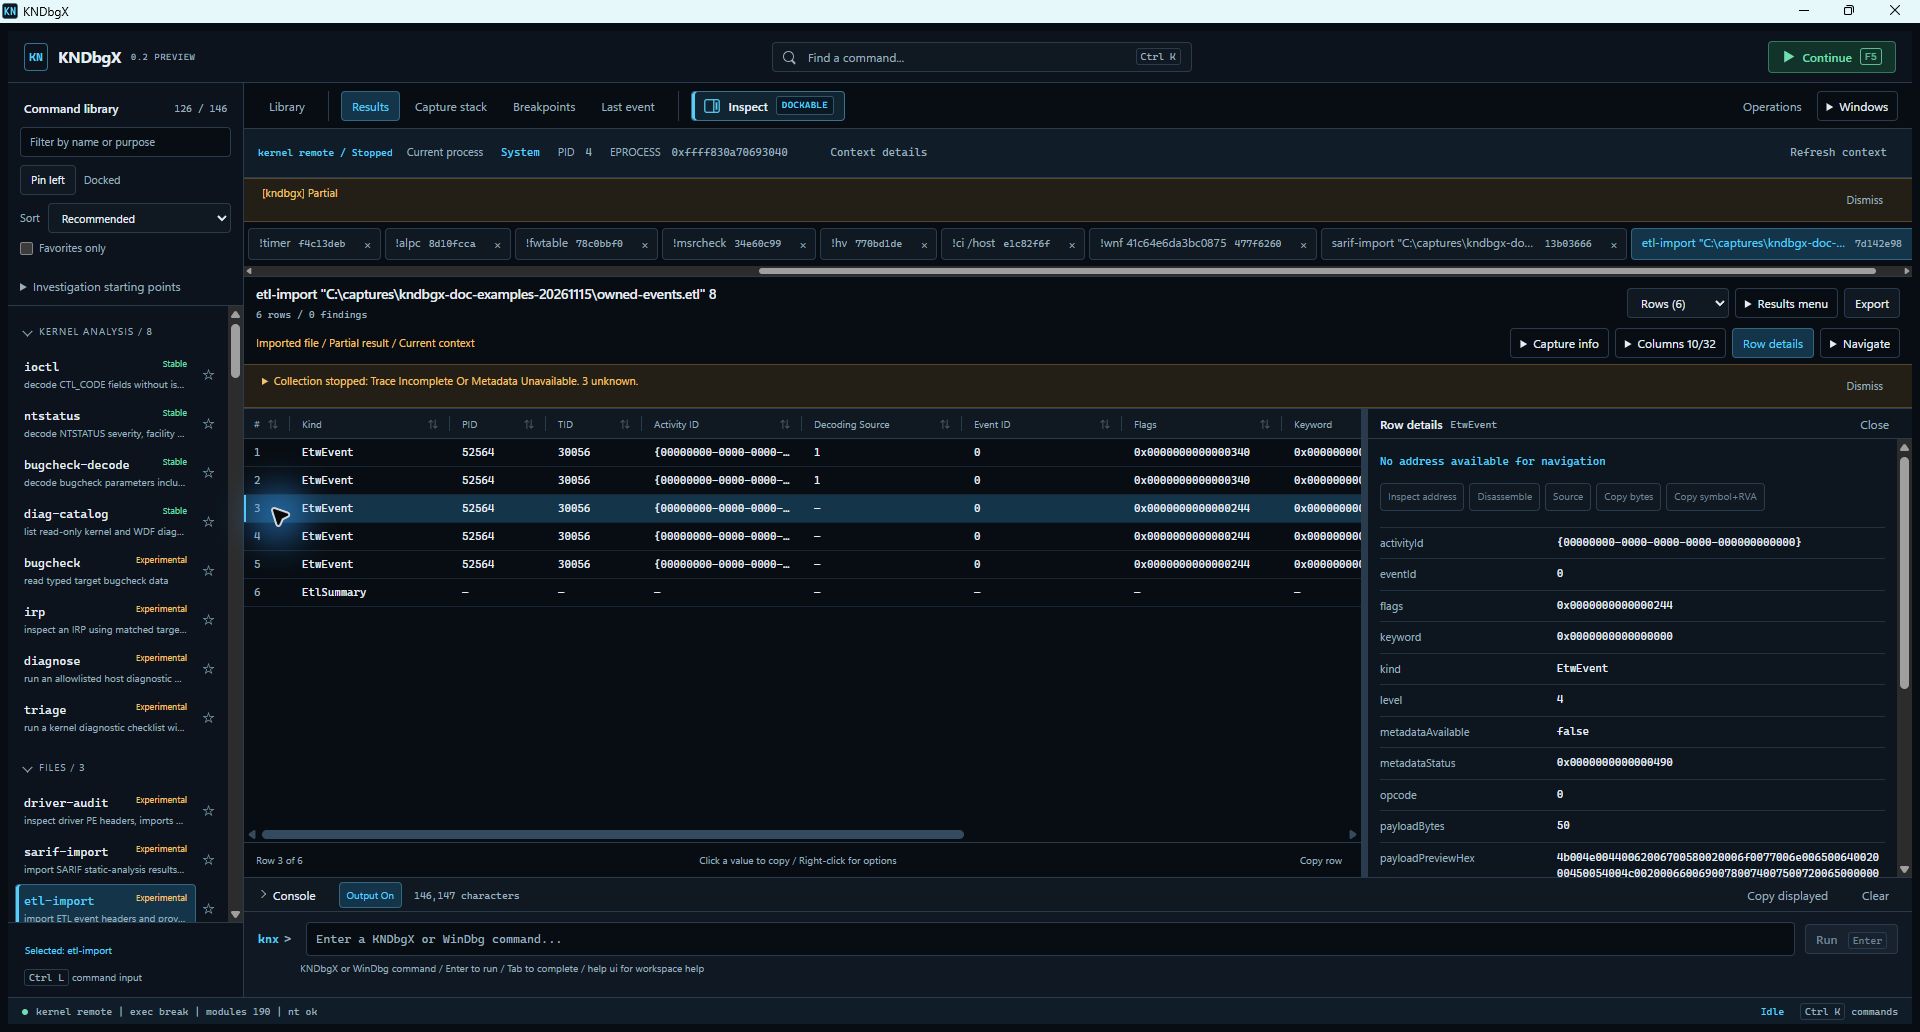 KN KNDbgX
KN KNDbgX 0.2 PREVIEW
Find a command... Ctrl K
Continue F5
Command library 126 / 146
Filter by name or purpose
Pin left Docked
Sort Recommended
Favorites only
Investigation starting points
KERNEL ANALYSIS / 8
ioctl Stable
decode CTL_CODE fields without is...
ntstatus Stable
decode NTSTATUS severity, facility ...
bugcheck-decode Stable
decode bugcheck parameters inclu...
diag-catalog Stable
list read-only kernel and WDF diag...
bugcheck Experimental
read typed target bugcheck data
irp Experimental
inspect an IRP using matched targe...
diagnose Experimental
run an allowlisted host diagnostic ...
triage Experimental
run a kernel diagnostic checklist wi...
FILES / 3
driver-audit Experimental
inspect driver PE headers, imports ...
sarif-import Experimental
import SARIF static-analysis results...
etl-import Experimental
import ETL event headers and prov...
Selected: etl-import
Ctrl L command input
Library Results Capture stack Breakpoints Last event Inspect DOCKABLE Operations Windows
kernel remote / Stopped Current process System PID 4 EPROCESS 0xffff830a70693040 Context details Refresh context
[kndbgx] Partial
Dismiss
!timer f4c13deb × !alpc 8d10fcca × !fwtable 78c0bbf0 × !msrcheck 34e60c99 × !hv 770bd1de × !ci /host e1c82f6f × !wnf 41c64e6da3bc0875 477f6260 × sarif-import "C:\captures\kndbgx-do... 13b03666 × etl-import "C:\captures\kndbgx-doc-... 7d142e98
etl-import "C:\captures\kndbgx-doc-examples-20261115\owned-events.etl" 8
6 rows / 0 findings
Rows (6) Results menu Export
Imported file / Partial result / Current context
Capture info Columns 10/32 Row details Navigate
Collection stopped: Trace Incomplete Or Metadata Unavailable. 3 unknown.
Dismiss
# Kind PID TID Activity ID Decoding Source Event ID Flags Keyword
1 EtwEvent 52564 30056 {00000000-0000-0000-… 1 0 0x0000000000000340 0x00000000
2 EtwEvent 52564 30056 {00000000-0000-0000-… 1 0 0x0000000000000340 0x00000000
3 EtwEvent 52564 30056 {00000000-0000-0000-… — 0 0x0000000000000244 0x00000000
4 EtwEvent 52564 30056 {00000000-0000-0000-… — 0 0x0000000000000244 0x00000000
5 EtwEvent 52564 30056 {00000000-0000-0000-… — 0 0x0000000000000244 0x00000000
6 EtlSummary — — — — — — —
Row 3 of 6 Click a value to copy / Right-click for options Copy row
Row details EtwEvent Close
No address available for navigation
Inspect address Disassemble Source Copy bytes Copy symbol+RVA
activityId {00000000-0000-0000-0000-000000000000}
eventId 0
flags 0x0000000000000244
keyword 0x0000000000000000
kind EtwEvent
level 4
metadataAvailable false
metadataStatus 0x0000000000000490
opcode 0
payloadBytes 50
payloadPreviewHex 4b004e00440062006700580020006f0077006e00650064002​0
00450054004c00200066006900780074007500720065000000
Console Output On 146,147 characters Copy displayed Clear
knx > Enter a KNDbgX or WinDbg command... Run Enter
KNDbgX or WinDbg command / Enter to run / Tab to complete / help ui for workspace help
kernel remote | exec break | modules 190 | nt ok Idle Ctrl K commands